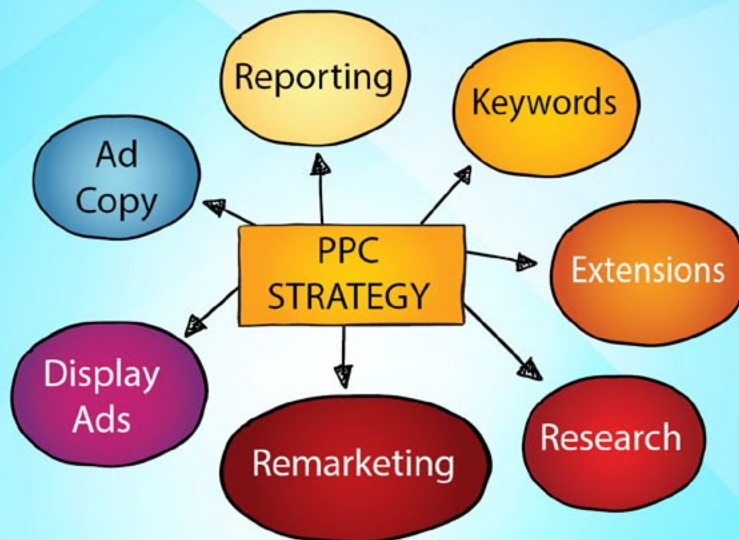 Reporting
Keywords
Ad
Copy
PPC
STRATEGY
Extensions
Display
Ads
Remarketing
Research